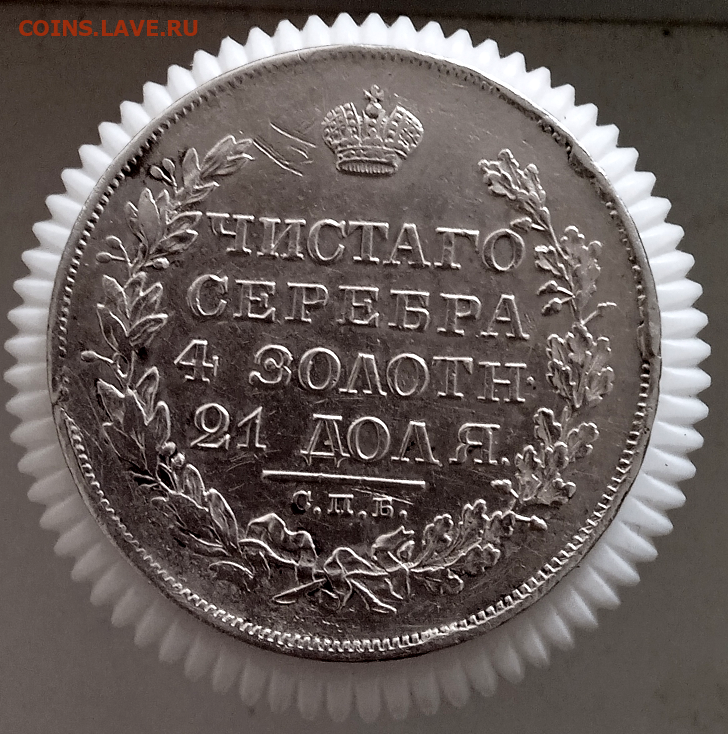 COINS.LAVE.RU
ЧИСТАГО
СЕРЕБРА
4 ЗОЛОТН·
21 ДОЛЯ.
С.П.Б.